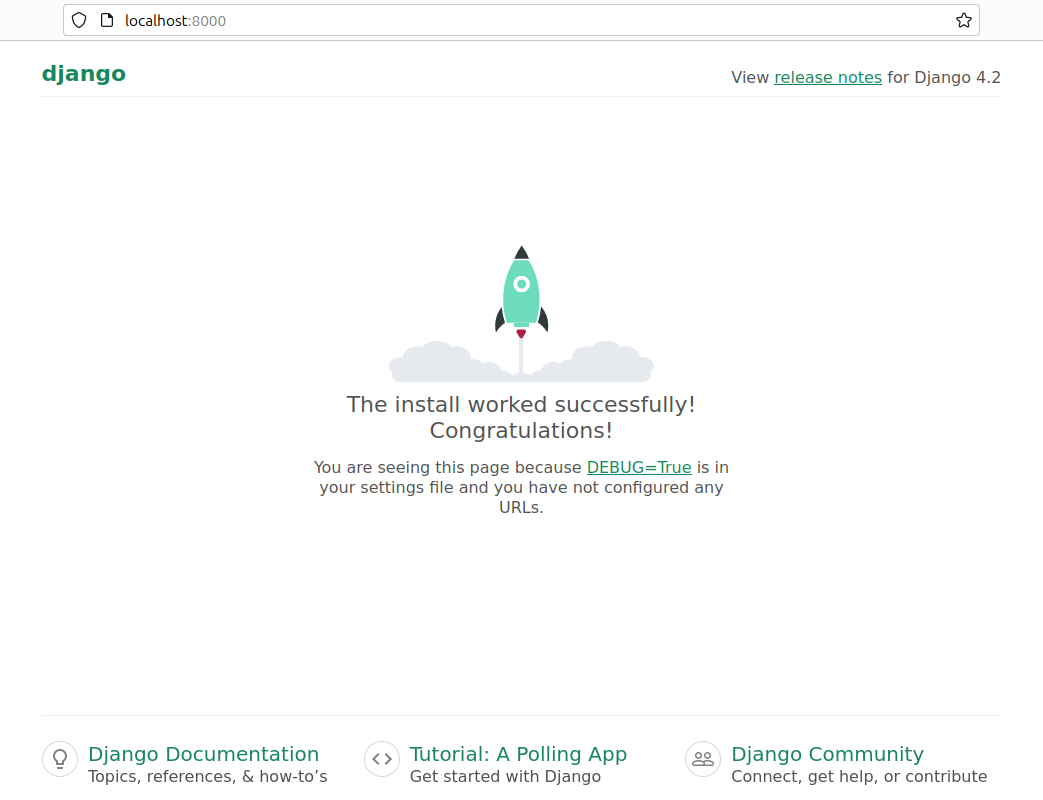 localhost:8000
django
View release notes for Django 4.2
The install worked successfully!
Congratulations!
You are seeing this page because DEBUG=True is in
your settings file and you have not configured any
URLs.
Django Documentation
Topics, references, & how-to’s
Tutorial: A Polling App
Get started with Django
Django Community
Connect, get help, or contribute